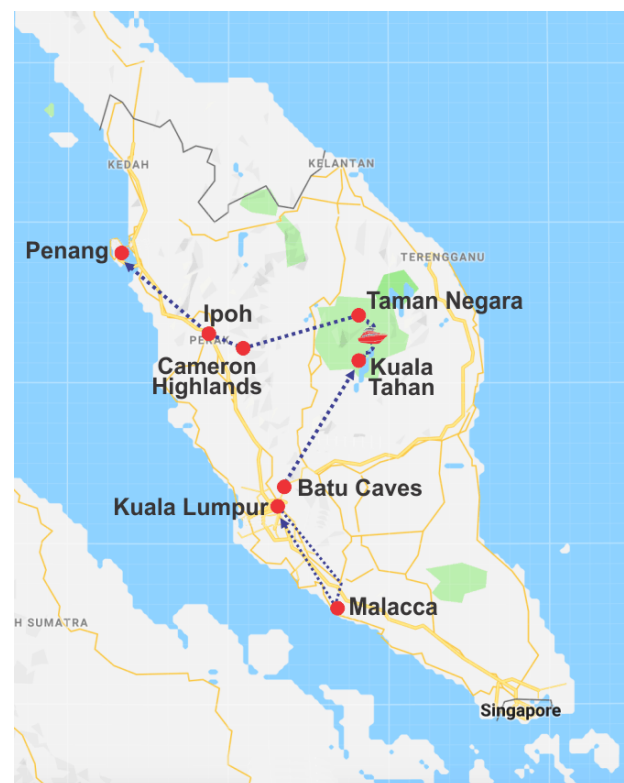 KEDAH
KELANTAN
Penang
TERENGGANU
Taman Negara
Ipoh
PERAK
Cameron
Highlands
Kuala
Tahan
Batu Caves
Kuala Lumpur
Malacca
H SUMATRA
Singapore